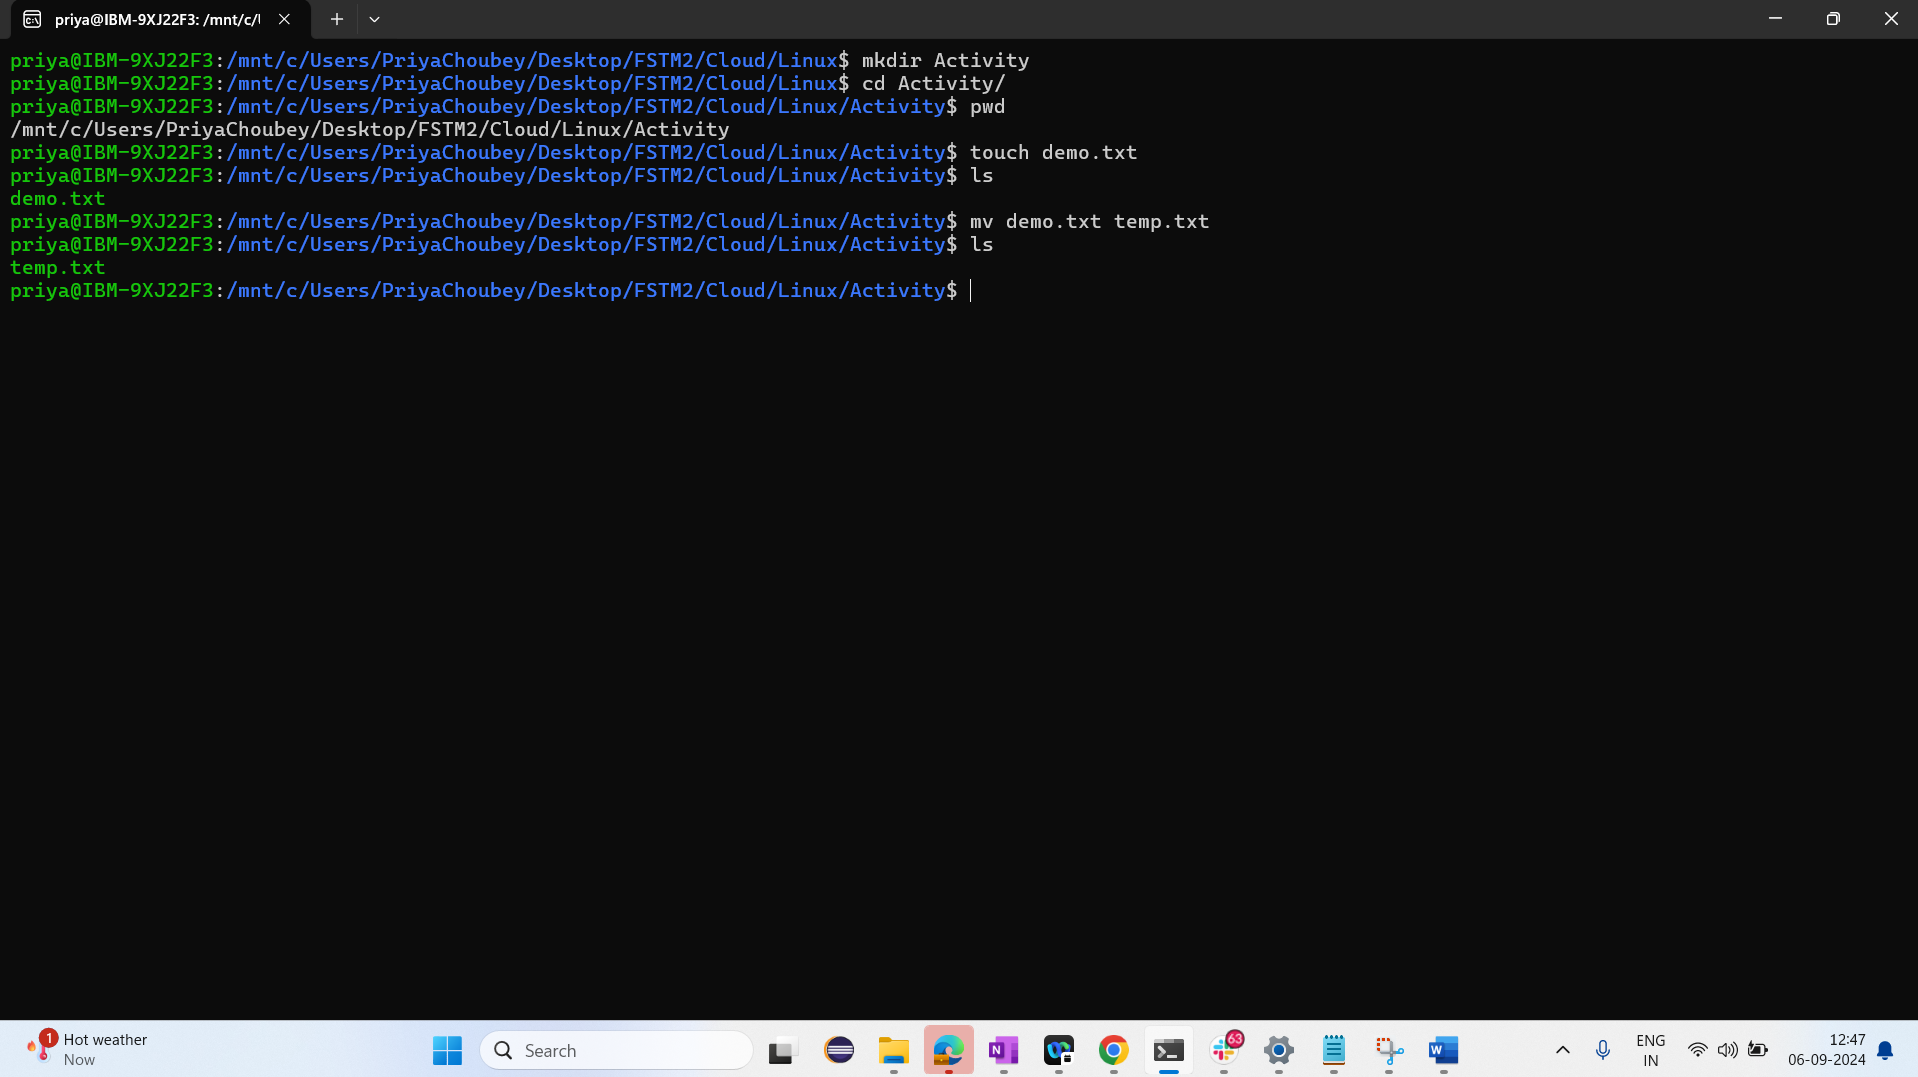 priya@IBM-9XJ22F3: /mnt/c/
priya@IBM-9XJ22F3:/mnt/c/Users/PriyaChoubey/Desktop/FSTM2/Cloud/Linux$ mkdir Activity
priya@IBM-9XJ22F3:/mnt/c/Users/PriyaChoubey/Desktop/FSTM2/Cloud/Linux$ cd Activity/
priya@IBM-9XJ22F3:/mnt/c/Users/PriyaChoubey/Desktop/FSTM2/Cloud/Linux/Activity$ pwd
/mnt/c/Users/PriyaChoubey/Desktop/FSTM2/Cloud/Linux/Activity
priya@IBM-9XJ22F3:/mnt/c/Users/PriyaChoubey/Desktop/FSTM2/Cloud/Linux/Activity$ touch demo.txt
priya@IBM-9XJ22F3:/mnt/c/Users/PriyaChoubey/Desktop/FSTM2/Cloud/Linux/Activity$ ls
demo.txt
priya@IBM-9XJ22F3:/mnt/c/Users/PriyaChoubey/Desktop/FSTM2/Cloud/Linux/Activity$ mv demo.txt temp.txt
priya@IBM-9XJ22F3:/mnt/c/Users/PriyaChoubey/Desktop/FSTM2/Cloud/Linux/Activity$ ls
temp.txt
priya@IBM-9XJ22F3:/mnt/c/Users/PriyaChoubey/Desktop/FSTM2/Cloud/Linux/Activity$
1
Hot weather
Now
Search
N
63
W
ENG
IN
12:47
06-09-2024